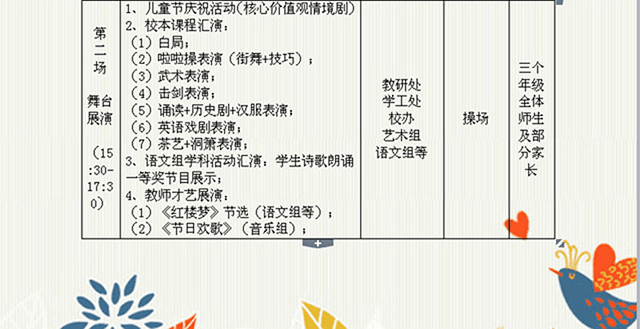 第
二
场
舞台
展演
（15
:30-
17:3
0）
1、儿童节庆祝活动（核心价值观情境剧）
2、校本课程汇演：
（1）白局；
（2）啦啦操表演（街舞+技巧）；
（3）武术表演；
（4）击剑表演；
（5）诵读+历史剧+汉服表演；
（6）英语戏剧表演；
（7）茶艺+洞箫表演；
3、语文组学科活动汇演：学生诗歌朗诵
一等奖节目展示；
4、教师才艺展演：
（1）《红楼梦》节选（语文组等）；
（2）《节日欢歌》（音乐组）；
教研处
学工处
校办
艺术组
语文组等
操场
三个
年级
全体
师生
及部
分家
长